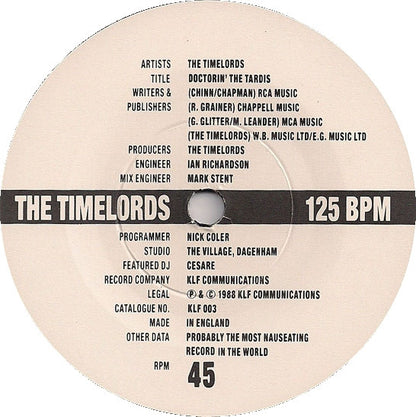 ARTISTS THE TIMELORDS
TITLE DOCTORIN' THE TARDIS
WRITERS & (CHINN/CHAPMAN) RCA MUSIC
PUBLISHERS (R. GRAINER) CHAPPELL MUSIC
(G. GLITTER/M. LEANDER) MCA MUSIC
(THE TIMELORDS) W.B. MUSIC LTD/E.G. MUSIC LTD
PRODUCERS THE TIMELORDS
ENGINEER IAN RICHARDSON
MIX ENGINEER MARK STENT
THE TIMELORDS 125 BPM
PROGRAMMER NICK COLER
STUDIO THE VILLAGE, DAGENHAM
FEATURED DJ CESARE
RECORD COMPANY KLF COMMUNICATIONS
LEGAL ℗ & © 1988 KLF COMMUNICATIONS
CATALOGUE NO. KLF 003
MADE IN ENGLAND
OTHER DATA PROBABLY THE MOST NAUSEATING
RECORD IN THE WORLD
RPM 45